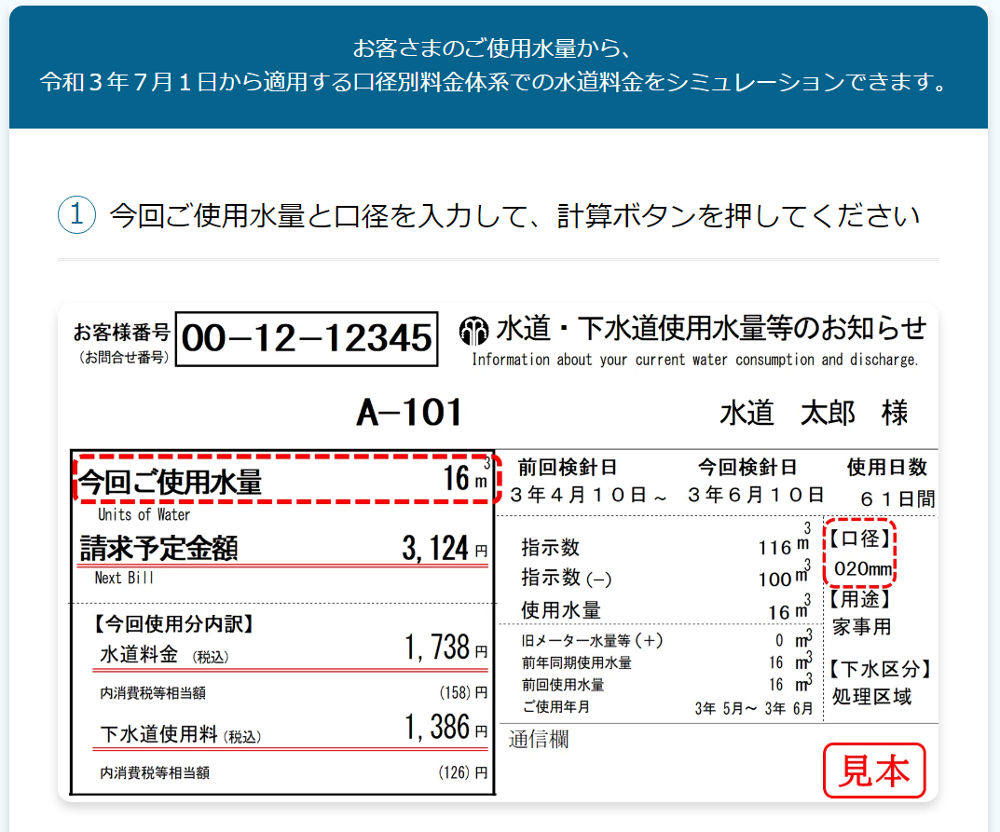 お客さまのご使用水量から、
令和３年７月１日から適用する口径別料金体系での水道料金をシミュレーションできます。
① 今回ご使用水量と口径を入力して、計算ボタンを押してください
お客様番号 00−12−12345
(お問合せ番号)
水道・下水道使用水量等のお知らせ
Information about your current water consumption and discharge.
A−101
水道　太郎　様
今回ご使用水量 16 m3
Units of Water
請求予定金額 3,124 円
Next Bill
【今回使用分内訳】
水道料金 (税込) 1,738 円
内消費税等相当額 (158) 円
下水道使用料 (税込) 1,386 円
内消費税等相当額 (126) 円
前回検針日 今回検針日 使用日数
３年４月１０日～ ３年６月１０日 ６１日間
指示数 116 m3
指示数 (−) 100 m3
使用水量 16 m3
旧メーター水量等 (＋) 0 m3
前年同期使用水量 16 m3
前回使用水量 16 m3
ご使用年月 3年 5月～ 3年 6月
【口径】
020mm
【用途】
家事用
【下水区分】
処理区域
通信欄
見本